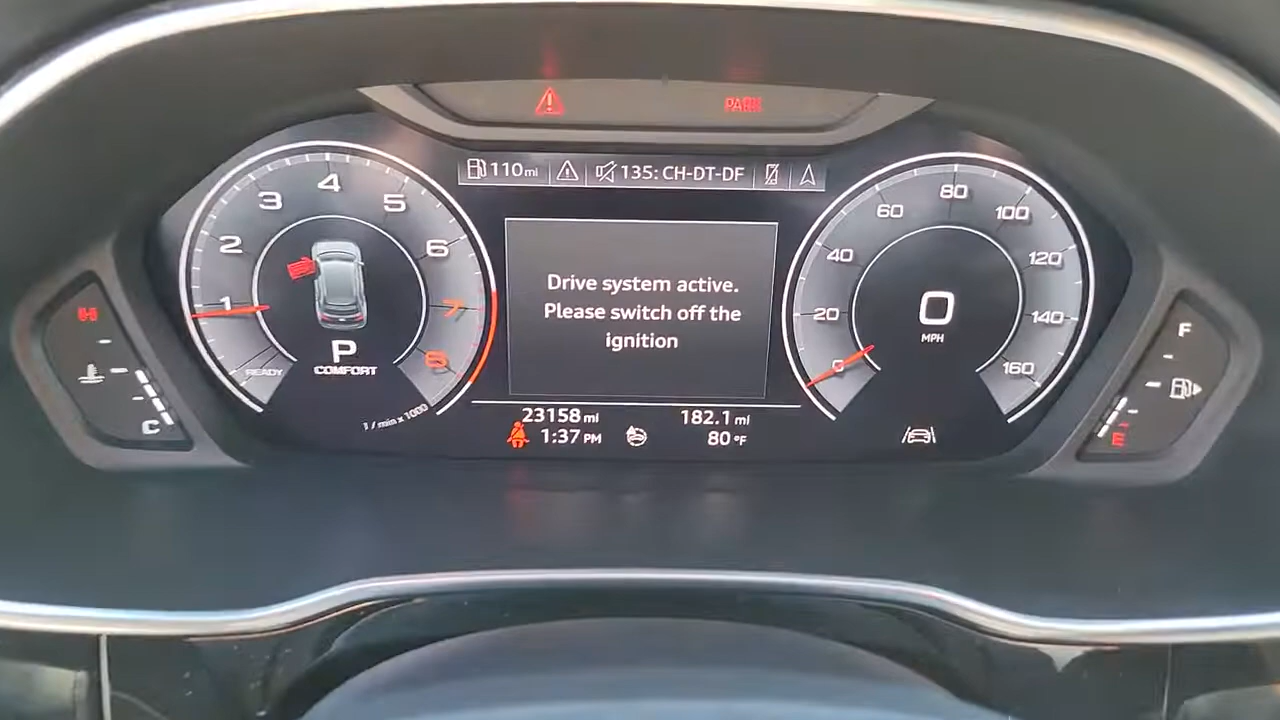 PARK
110 mi
135: CH-DT-DF
1
2
3
4
5
6
7
8
READY
P
COMFORT
1 / min x 1000
Drive system active.
Please switch off the
ignition
0
20
40
60
80
100
120
140
160
0
MPH
H
C
F
E
23158 mi
182.1 mi
1:37 PM
80 °F